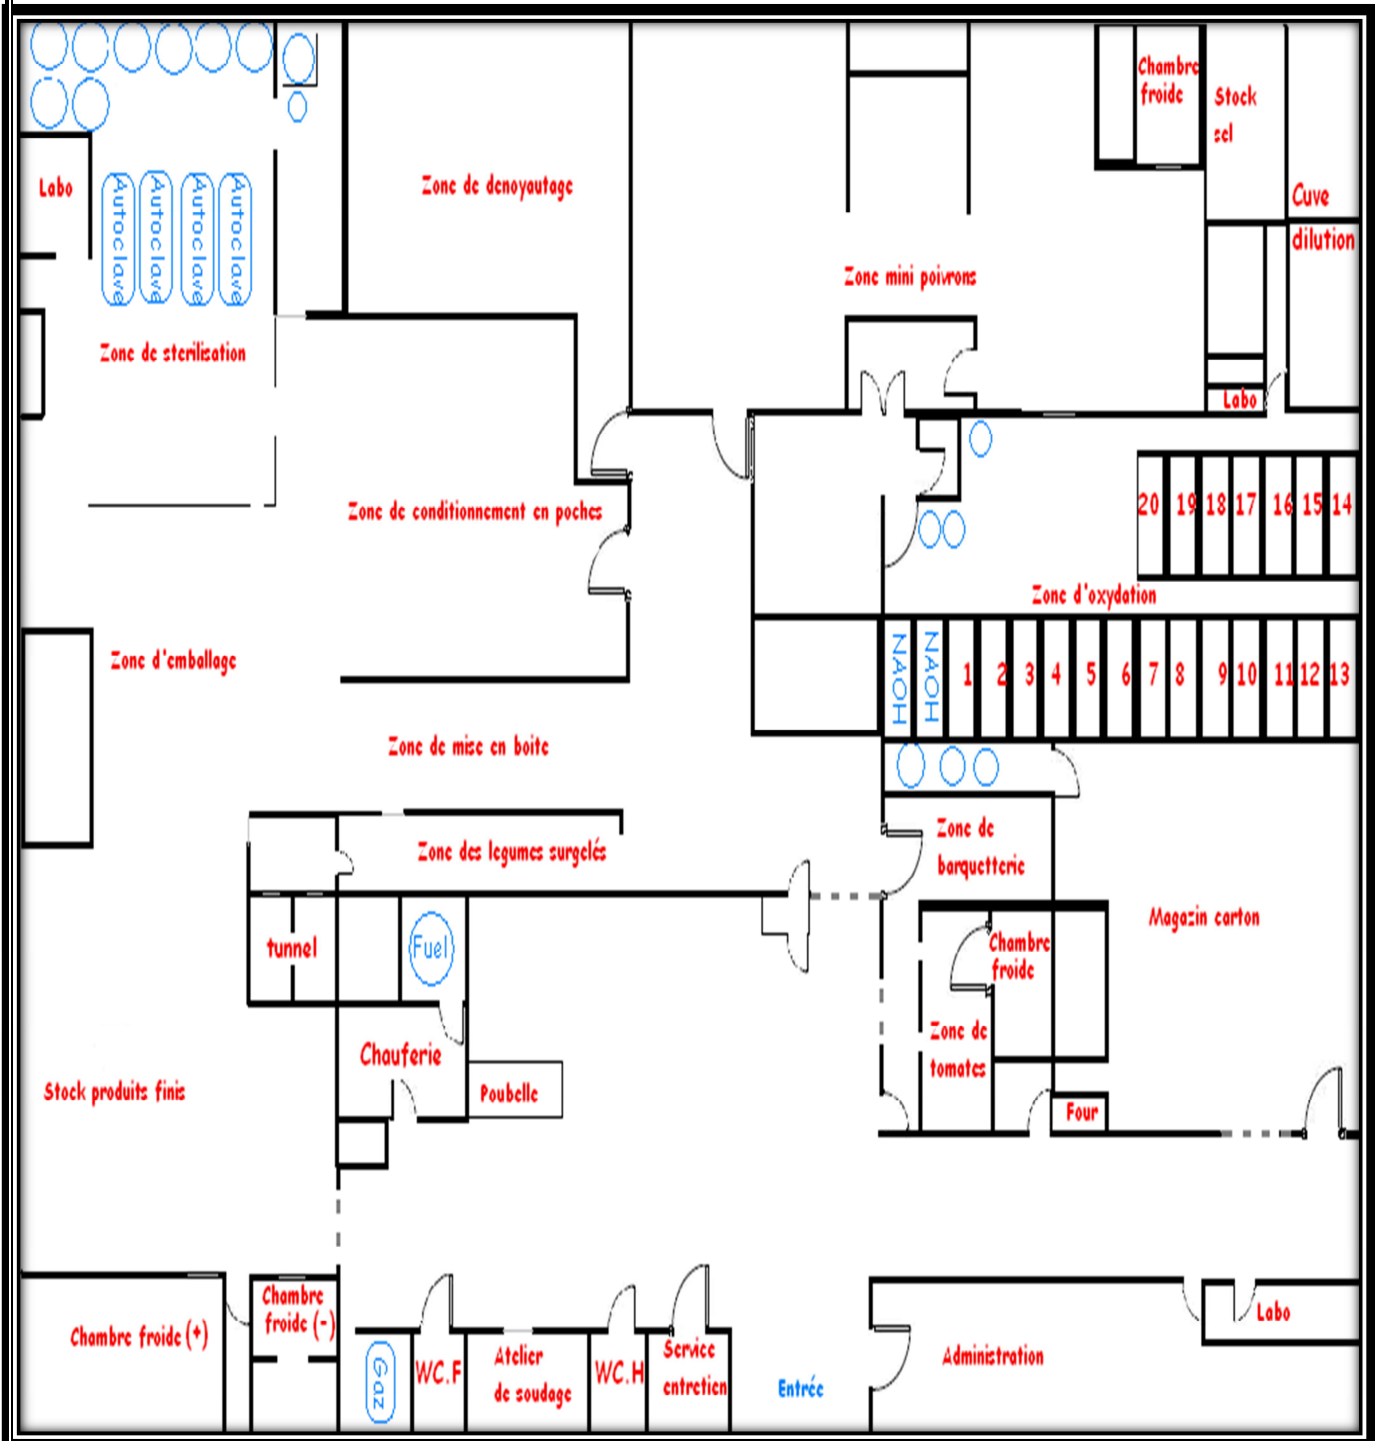 Chambre
froide
Stock
sel
Cuve
dilution
Labo
Autoclave
Autoclave
Autoclave
Autoclave
Zone de denoyautage
Zone mini poivrons
Zone de sterilisation
Labo
Zone de conditionnement en poches
20 19 18 17 16 15 14
Zone d'oxydation
Zone d'emballage
NAOH
NAOH
1 2 3 4 5 6 7 8 9 10 11 12 13
Zone de mise en boite
Zone des legumes surgelés
Zone de
barquetterie
Magazin carton
tunnel
Fuel
Chambre
froide
Zone de
tomates
Chauferie
Stock produits finis
Poubelle
Four
Chambre froide (+)
Chambre
froide (-)
Gaz
WC.F
Atelier
de soudage
WC.H
Service
entretien
Entrée
Administration
Labo